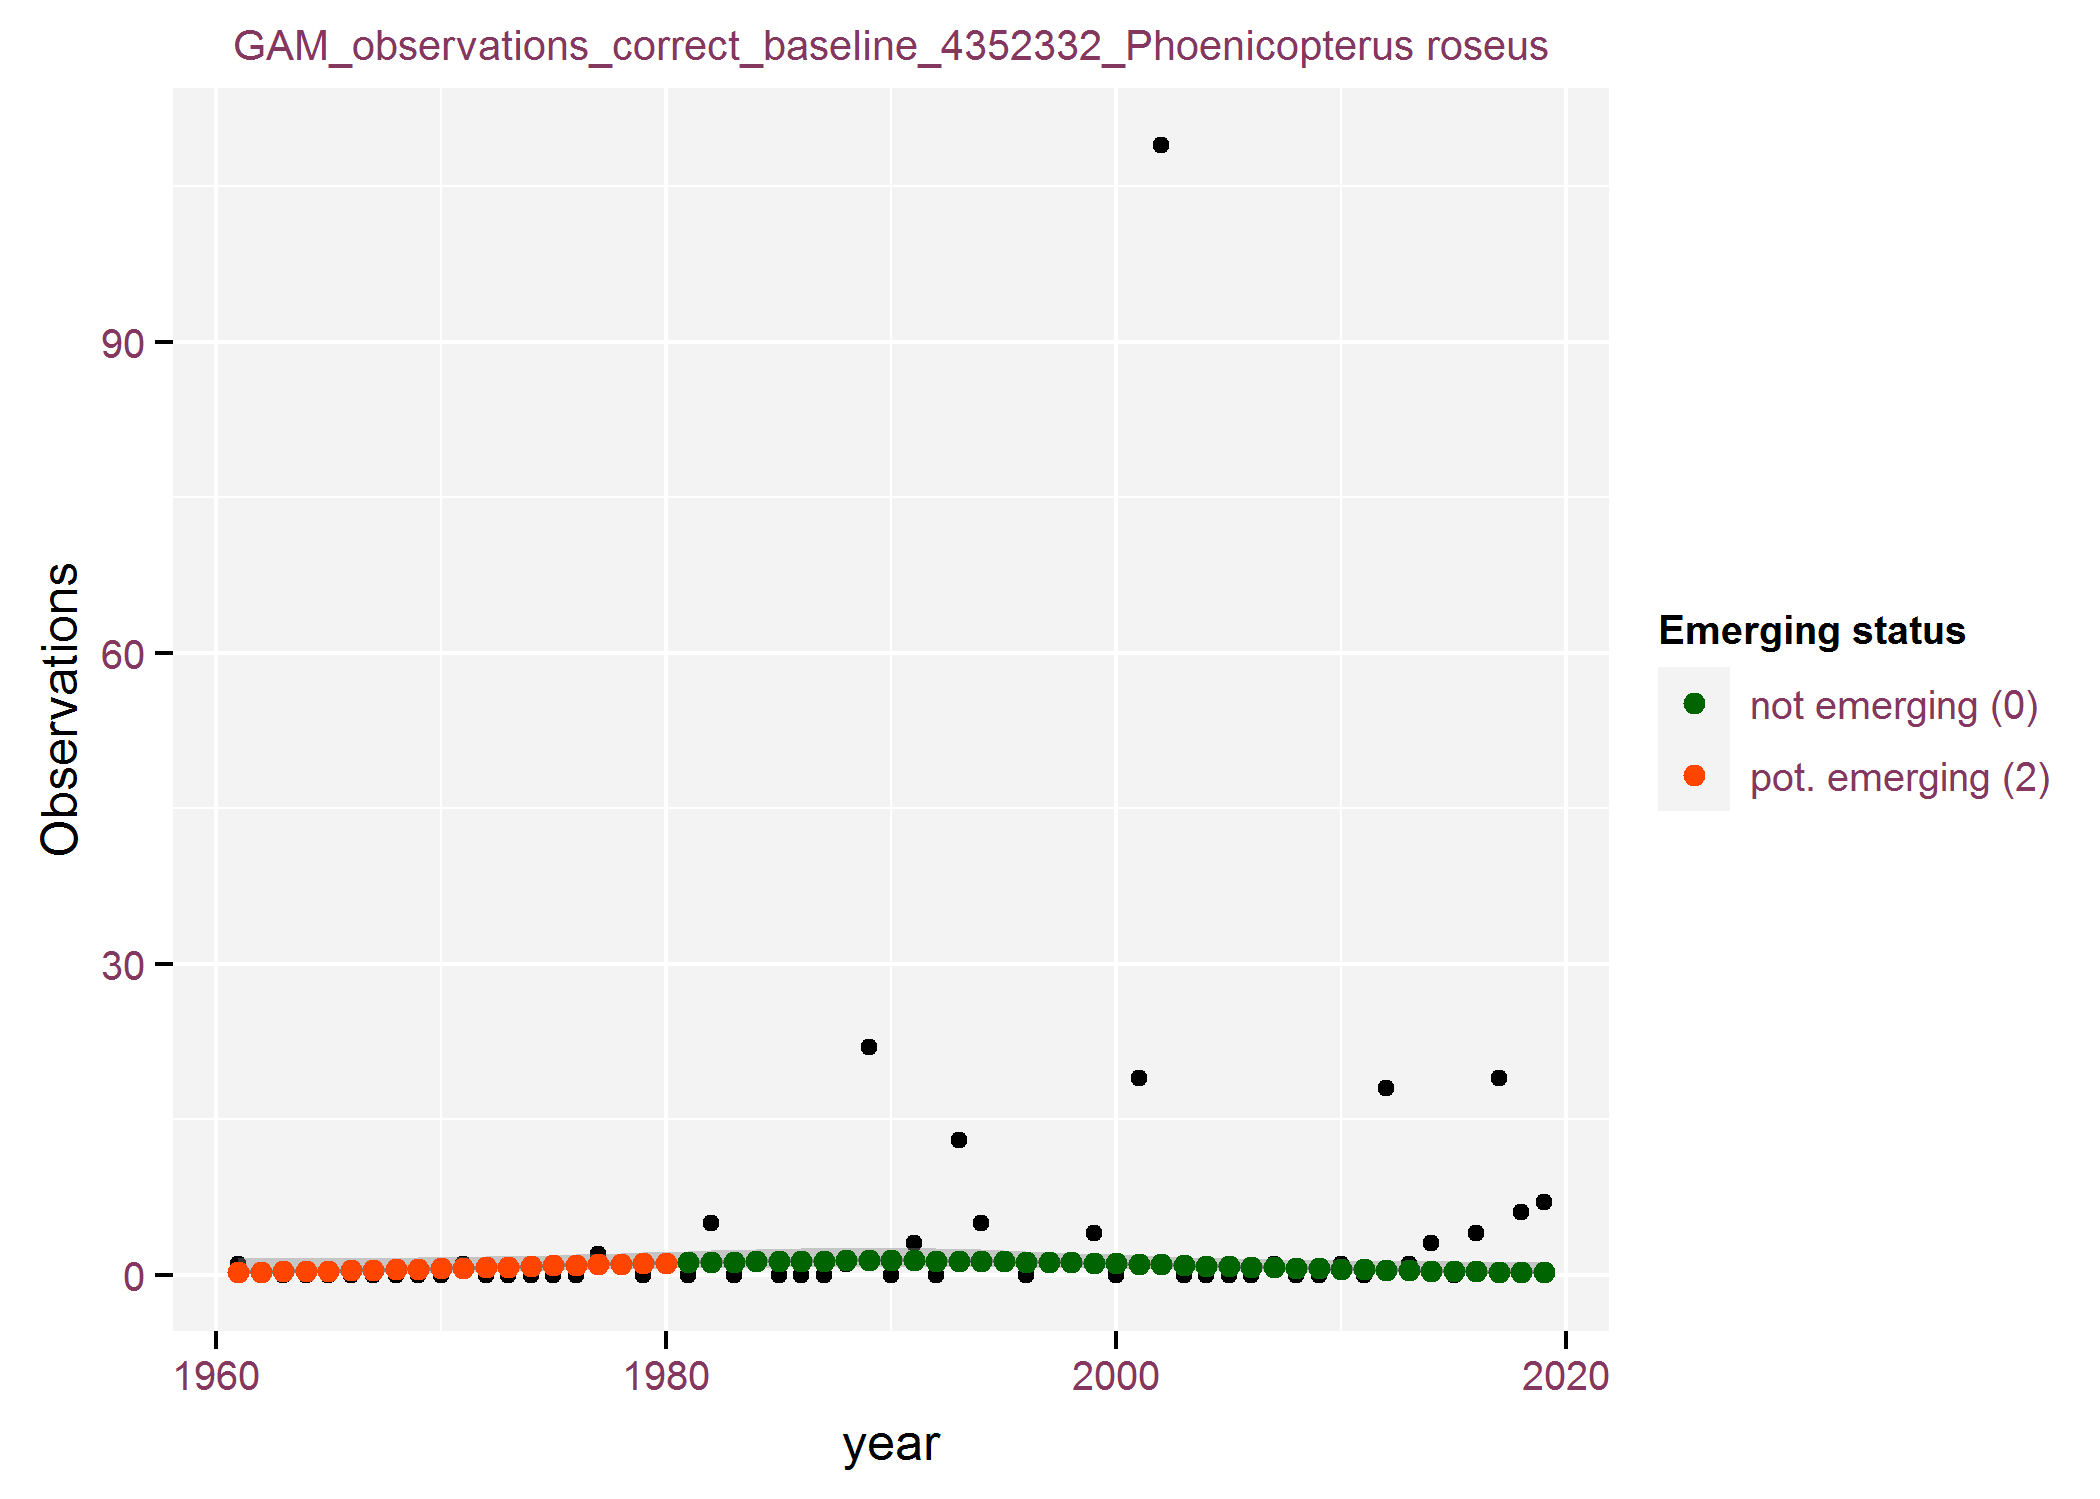 GAM_observations_correct_baseline_4352332_Phoenicopterus roseus
90
60
30
0
Observations
1960
1980
2000
2020
year
Emerging status
not emerging (0)
pot. emerging (2)